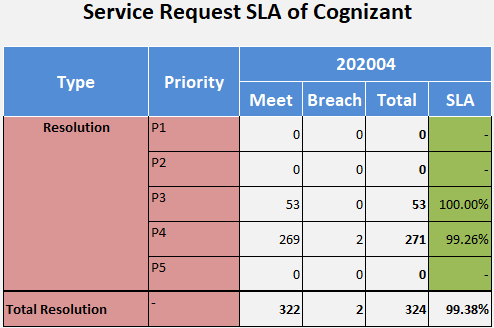 Service Request SLA of Cognizant
Type Priority 202004
Meet Breach Total SLA
Resolution P1 0 0 0 -
P2 0 0 0 -
P3 53 0 53 100.00%
P4 269 2 271 99.26%
P5 0 0 0 -
Total Resolution - 322 2 324 99.38%